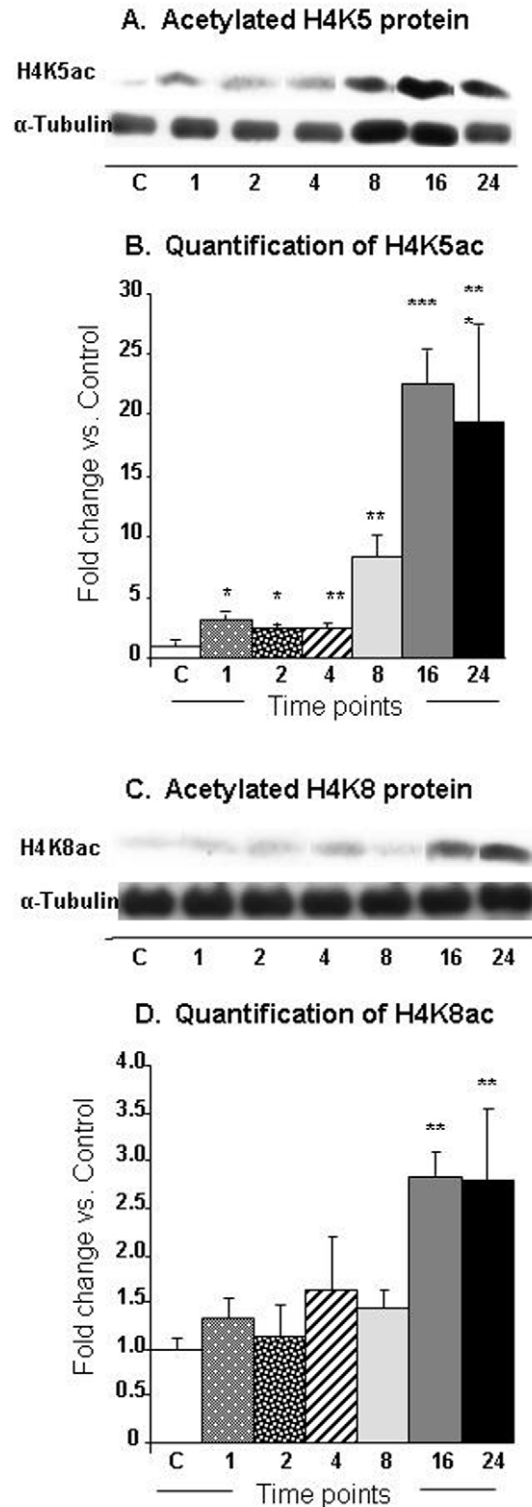 A. Acetylated H4K5 protein
H4K5ac
α-Tubulin
C 1 2 4 8 16 24
B. Quantification of H4K5ac
Fold change vs. Control
30
25
20
15
10
5
0
* * ** ** *** **
*
C 1 2 4 8 16 24
Time points
C. Acetylated H4K8 protein
H4K8ac
α-Tubulin
C 1 2 4 8 16 24
D. Quantification of H4K8ac
Fold change vs. Control
4.0
3.5
3.0
2.5
2.0
1.5
1.0
0.5
0
** **
C 1 2 4 8 16 24
Time points